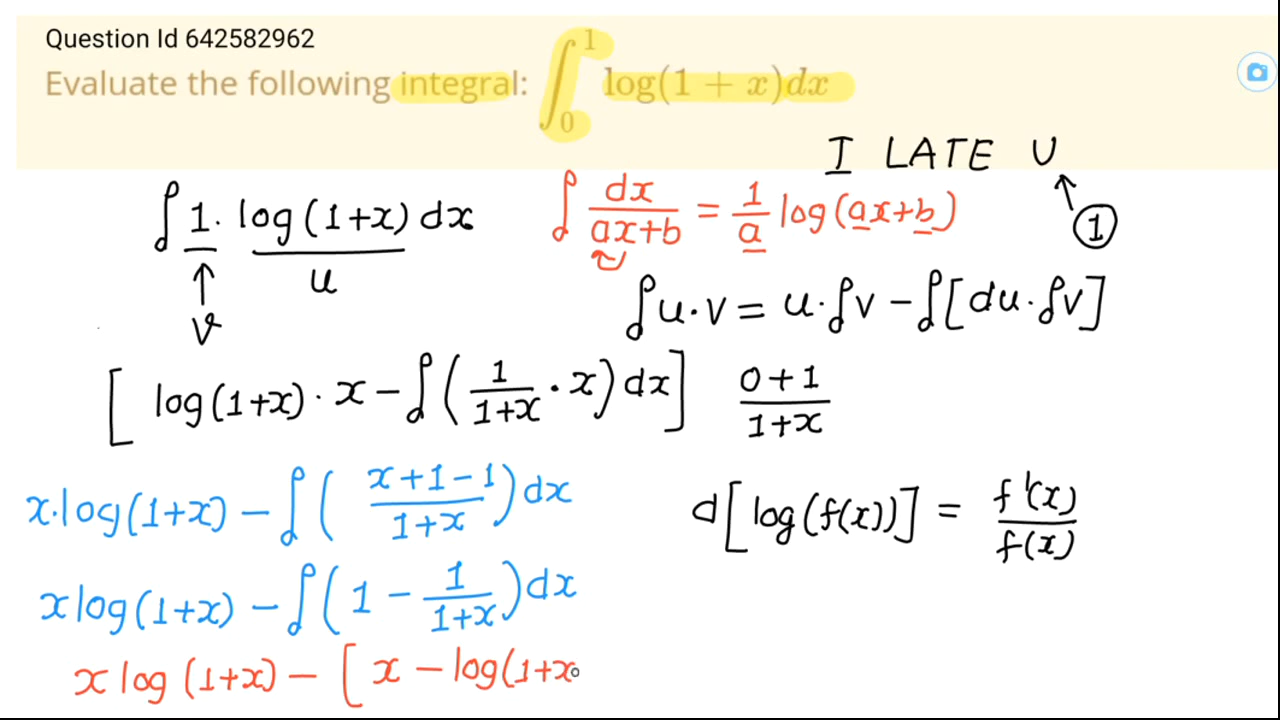 Question Id 642582962
Evaluate the following integral: ∫₀¹ log(1 + x)dx
I LATE U
①
∫ 1. log(1+x) dx
u
v
∫ dx/(ax+b) = 1/a log(ax+b)
∫u·v = u·∫v − ∫[du·∫v]
[ log(1+x) · x − ∫( 1/(1+x) · x) dx ]
0+1/(1+x)
x·log(1+x) − ∫( (x+1−1)/(1+x) ) dx
d[log(f(x))] = f'(x)/f(x)
x log(1+x) − ∫( 1 − 1/(1+x) ) dx
x log(1+x) − [ x − log(1+x